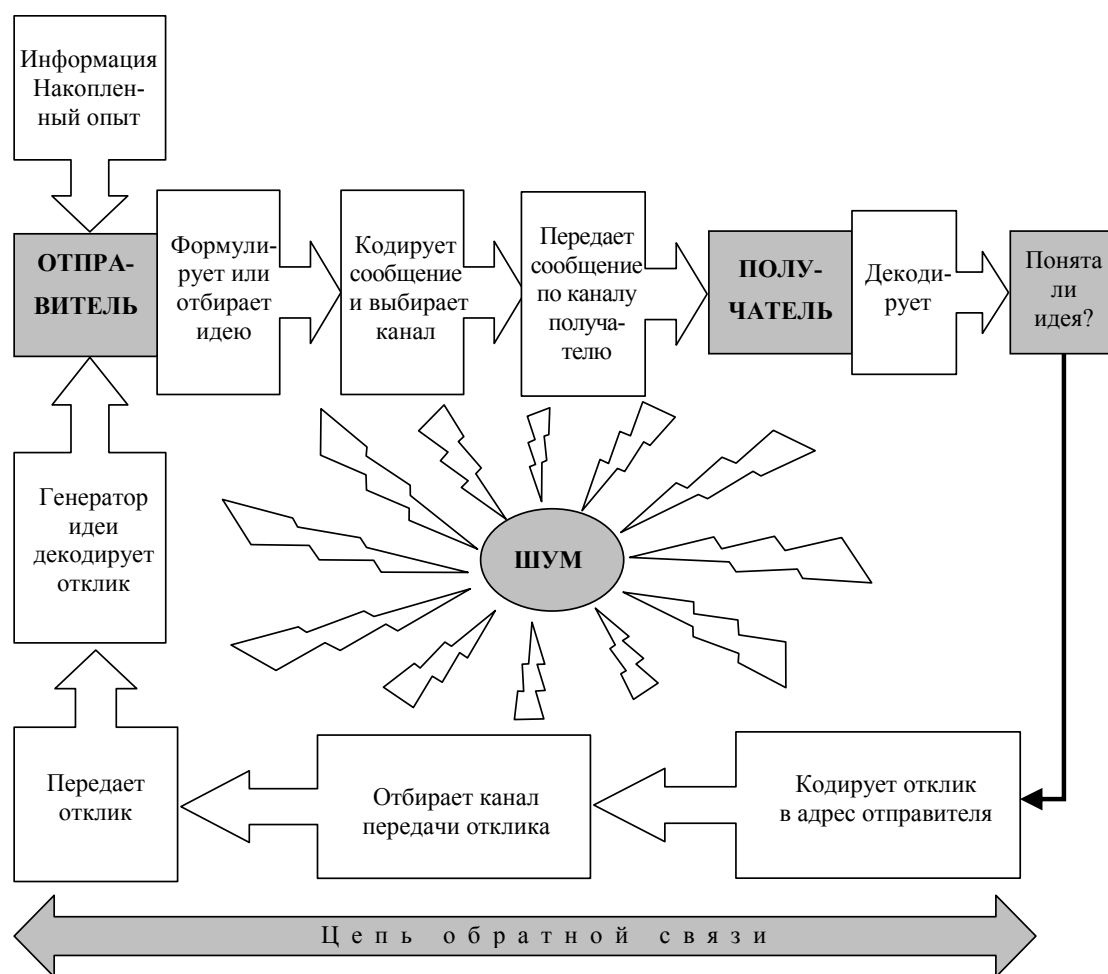 Информация
Накоплен-
ный опыт
ОТПРА-
ВИТЕЛЬ
Формули-
рует или
отбирает
идею
Кодирует
сообщение
и выбирает
канал
Передает
сообщение
по каналу
получа-
телю
ПОЛУ-
ЧАТЕЛЬ
Декоди-
рует
Понята
ли
идея?
Генератор
идеи
декодирует
отклик
ШУМ
Передает
отклик
Отбирает канал
передачи отклика
Кодирует отклик
в адрес отправителя
Цепь обратной связи